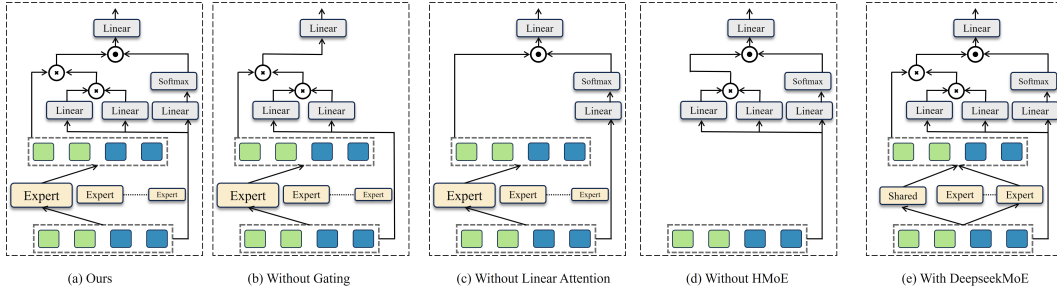 Linear
Softmax
Linear Linear Linear
Expert Expert Expert
(a) Ours
Linear
Linear Linear
Expert Expert Expert
(b) Without Gating
Linear
Softmax
Linear
Expert Expert Expert
(c) Without Linear Attention
Linear
Softmax
Linear Linear Linear
(d) Without HMoE
Linear
Softmax
Linear Linear Linear
Shared Expert Expert
(e) With DeepseekMoE